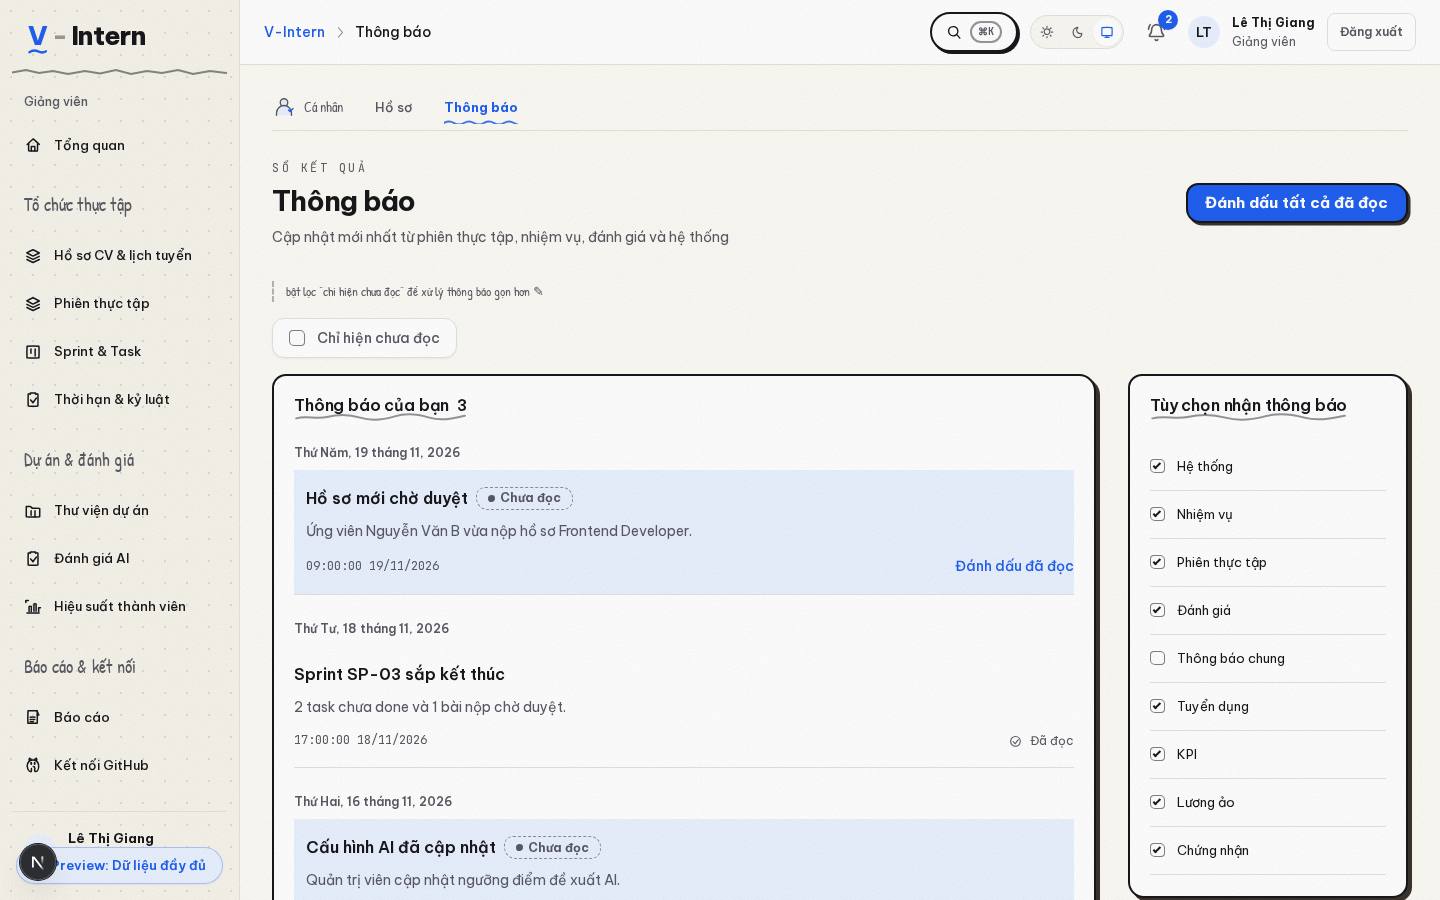 V - Intern
Giảng viên
Tổng quan
Tổ chức thực tập
Hồ sơ CV & lịch tuyển
Phiên thực tập
Sprint & Task
Thời hạn & kỷ luật
Dự án & đánh giá
Thư viện dự án
Đánh giá AI
Hiệu suất thành viên
Báo cáo & kết nối
Báo cáo
Kết nối GitHub
Lê Thị Giang
N
Preview: Dữ liệu đầy đủ
V-Intern > Thông báo
⌘K
2
LT
Lê Thị Giang
Giảng viên
Đăng xuất
Cá nhân
Hồ sơ
Thông báo
SỔ KẾT QUẢ
Thông báo
Cập nhật mới nhất từ phiên thực tập, nhiệm vụ, đánh giá và hệ thống
Đánh dấu tất cả đã đọc
bật lọc "chỉ hiện chưa đọc" để xử lý thông báo gọn hơn ✎
Chỉ hiện chưa đọc
Thông báo của bạn 3
Thứ Năm, 19 tháng 11, 2026
Hồ sơ mới chờ duyệt
Chưa đọc
Ứng viên Nguyễn Văn B vừa nộp hồ sơ Frontend Developer.
09:00:00 19/11/2026
Đánh dấu đã đọc
Thứ Tư, 18 tháng 11, 2026
Sprint SP-03 sắp kết thúc
2 task chưa done và 1 bài nộp chờ duyệt.
17:00:00 18/11/2026
Đã đọc
Thứ Hai, 16 tháng 11, 2026
Cấu hình AI đã cập nhật
Chưa đọc
Quản trị viên cập nhật ngưỡng điểm đề xuất AI.
Tùy chọn nhận thông báo
Hệ thống
Nhiệm vụ
Phiên thực tập
Đánh giá
Thông báo chung
Tuyển dụng
KPI
Lương ảo
Chứng nhận